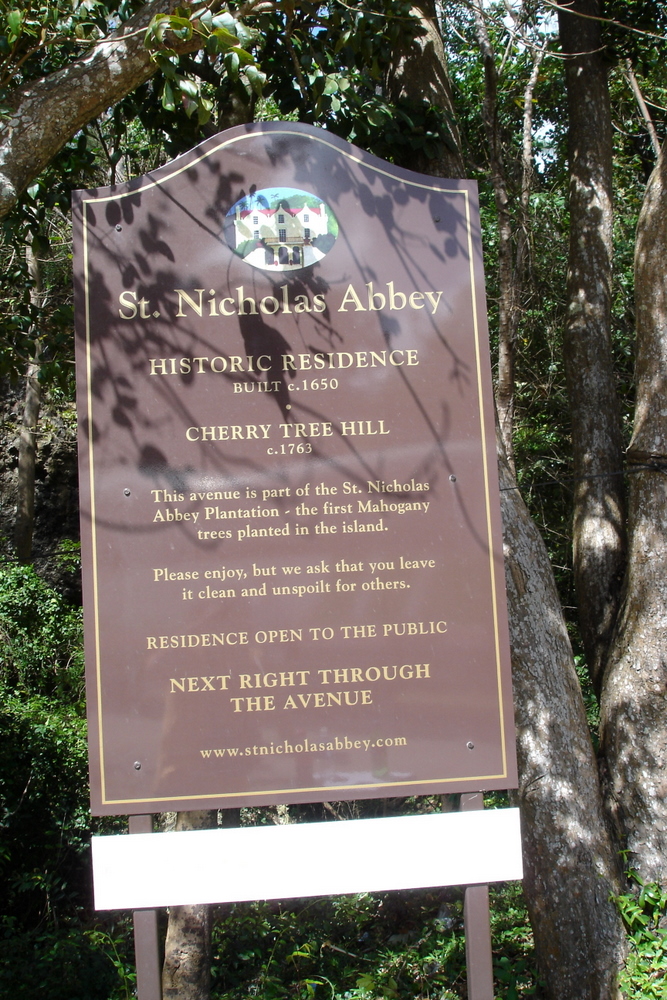 St. Nicholas Abbey
HISTORIC RESIDENCE
BUILT c.1650
CHERRY TREE HILL
c.1763
This avenue is part of the St. Nicholas
Abbey Plantation - the first Mahogany
trees planted in the island.
Please enjoy, but we ask that you leave
it clean and unspoilt for others.
RESIDENCE OPEN TO THE PUBLIC
NEXT RIGHT THROUGH
THE AVENUE
www.stnicholasabbey.com